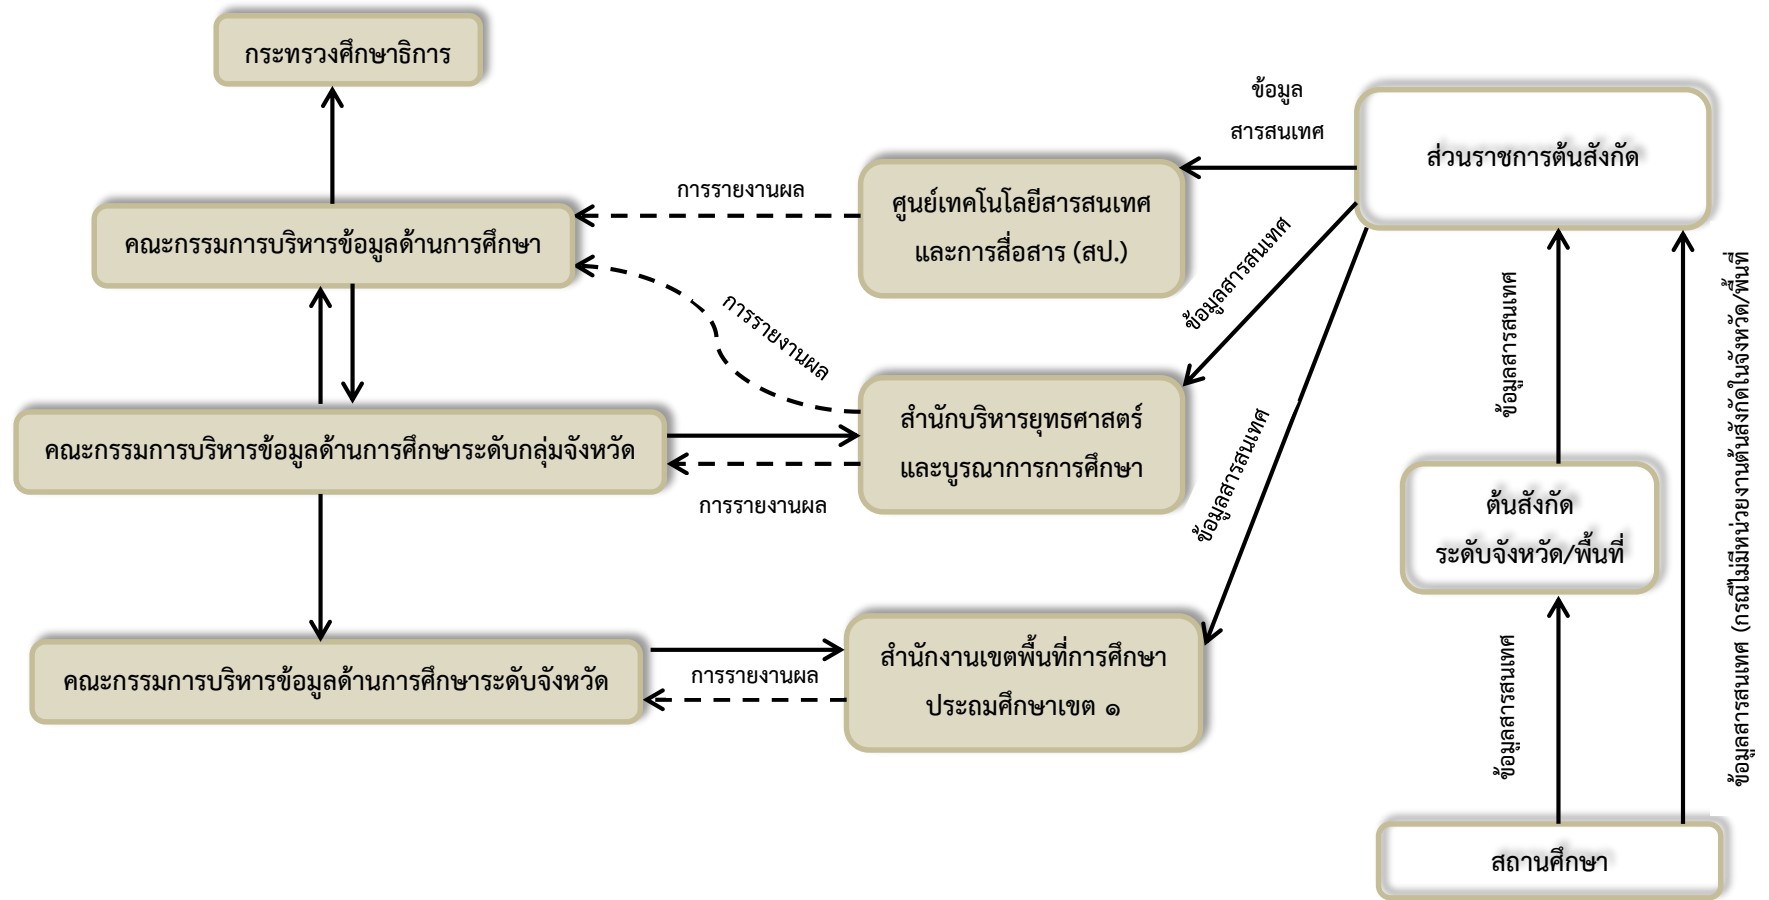 กระทรวงศึกษาธิการ
ข้อมูล
สารสนเทศ
ส่วนราชการต้นสังกัด
การรายงานผล
ศูนย์เทคโนโลยีสารสนเทศ
และการสื่อสาร (สป.)
คณะกรรมการบริหารข้อมูลด้านการศึกษา
ข้อมูลสารสนเทศ
การรายงานผล
ข้อมูลสารสนเทศ
ข้อมูลสารสนเทศ (กรณีไม่มีหน่วยงานต้นสังกัดในจังหวัด/พื้นที่
สำนักบริหารยุทธศาสตร์
และบูรณาการการศึกษา
คณะกรรมการบริหารข้อมูลด้านการศึกษาระดับกลุ่มจังหวัด
การรายงานผล
ข้อมูลสารสนเทศ
ต้นสังกัด
ระดับจังหวัด/พื้นที่
สำนักงานเขตพื้นที่การศึกษา
ประถมศึกษาเขต ๑
คณะกรรมการบริหารข้อมูลด้านการศึกษาระดับจังหวัด
การรายงานผล
ข้อมูลสารสนเทศ
สถานศึกษา